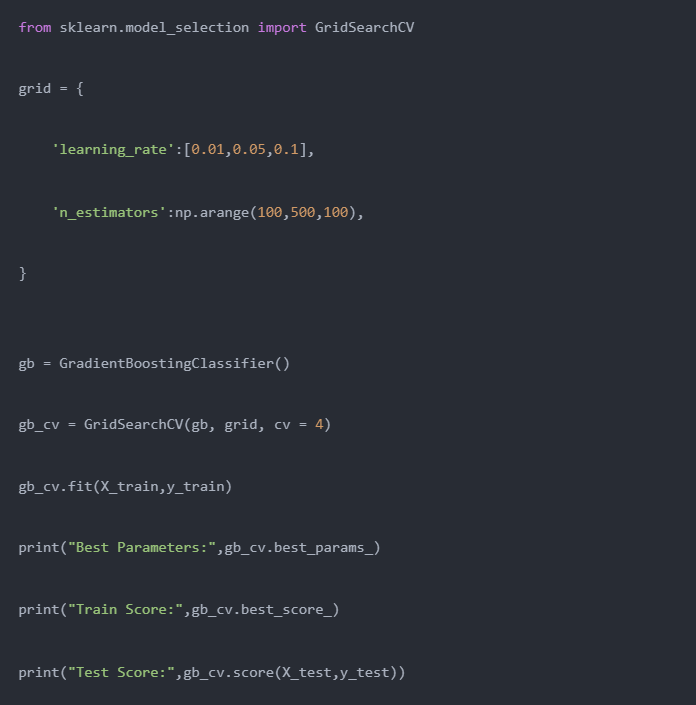 from sklearn.model_selection import GridSearchCV
grid = {
    'learning_rate':[0.01,0.05,0.1],
    'n_estimators':np.arange(100,500,100),
}
gb = GradientBoostingClassifier()
gb_cv = GridSearchCV(gb, grid, cv = 4)
gb_cv.fit(X_train,y_train)
print("Best Parameters:",gb_cv.best_params_)
print("Train Score:",gb_cv.best_score_)
print("Test Score:",gb_cv.score(X_test,y_test))